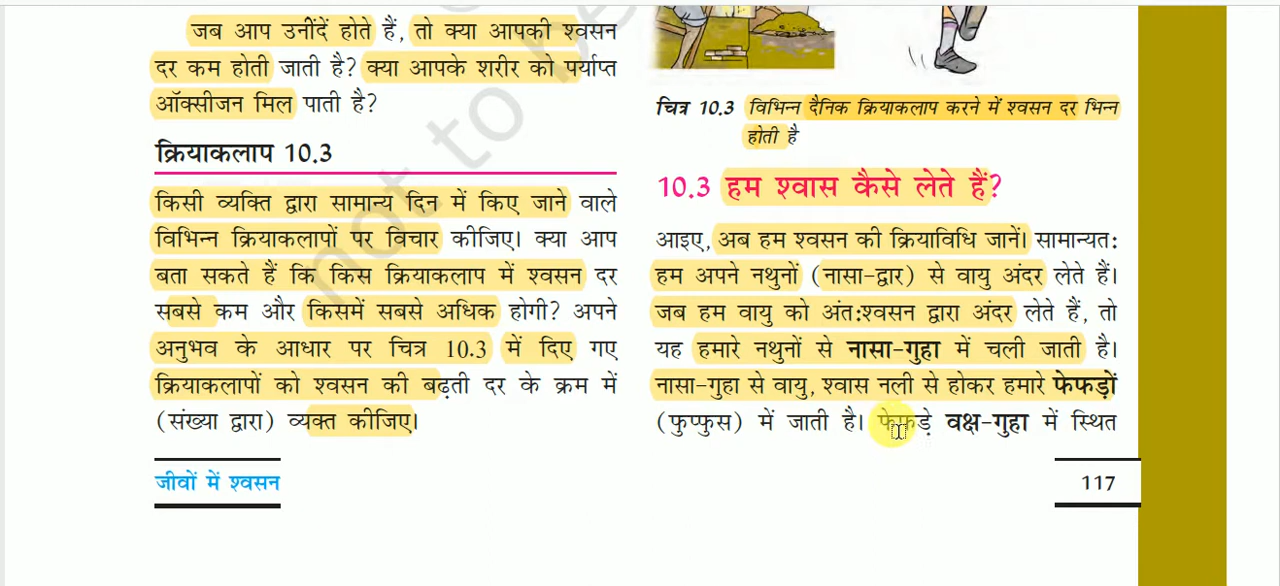 जब आप उनींदें होते हैं, तो क्या आपकी श्वसन
दर कम होती जाती है? क्या आपके शरीर को पर्याप्त
ऑक्सीजन मिल पाती है?
क्रियाकलाप 10.3
किसी व्यक्ति द्वारा सामान्य दिन में किए जाने वाले
विभिन्न क्रियाकलापों पर विचार कीजिए। क्या आप
बता सकते हैं कि किस क्रियाकलाप में श्वसन दर
सबसे कम और किसमें सबसे अधिक होगी? अपने
अनुभव के आधार पर चित्र 10.3 में दिए गए
क्रियाकलापों को श्वसन की बढ़ती दर के क्रम में
(संख्या द्वारा) व्यक्त कीजिए।
जीवों में श्वसन
चित्र 10.3 विभिन्न दैनिक क्रियाकलाप करने में श्वसन दर भिन्न
होती है
10.3 हम श्वास कैसे लेते हैं?
आइए, अब हम श्वसन की क्रियाविधि जानें। सामान्यत:
हम अपने नथुनों (नासा-द्वार) से वायु अंदर लेते हैं।
जब हम वायु को अंत:श्वसन द्वारा अंदर लेते हैं, तो
यह हमारे नथुनों से नासा-गुहा में चली जाती है।
नासा-गुहा से वायु, श्वास नली से होकर हमारे फेफड़ों
(फुप्फुस) में जाती है। फेफड़े वक्ष-गुहा में स्थित
117
not to be